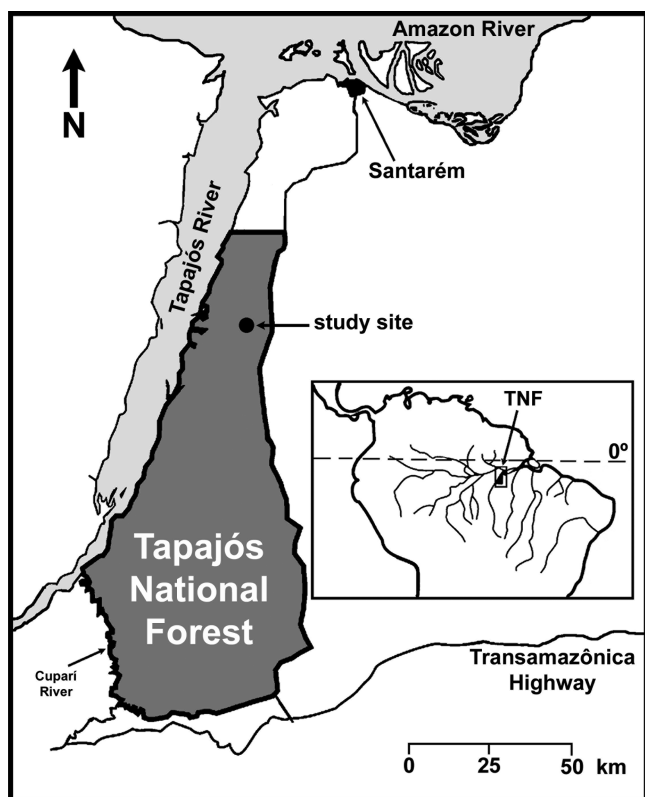 Amazon River
N
Santarém
Tapajós River
study site
TNF
0º
Tapajós
National
Forest
Cuparí
River
Transamazônica
Highway
0 25 50 km